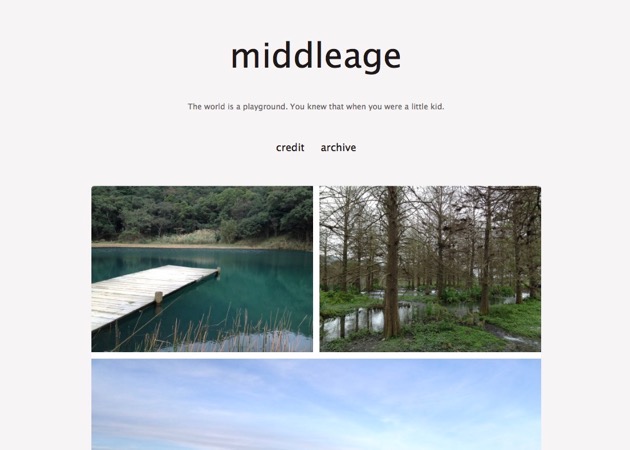 middleage
The world is a playground. You knew that when you were a little kid.
credit archive